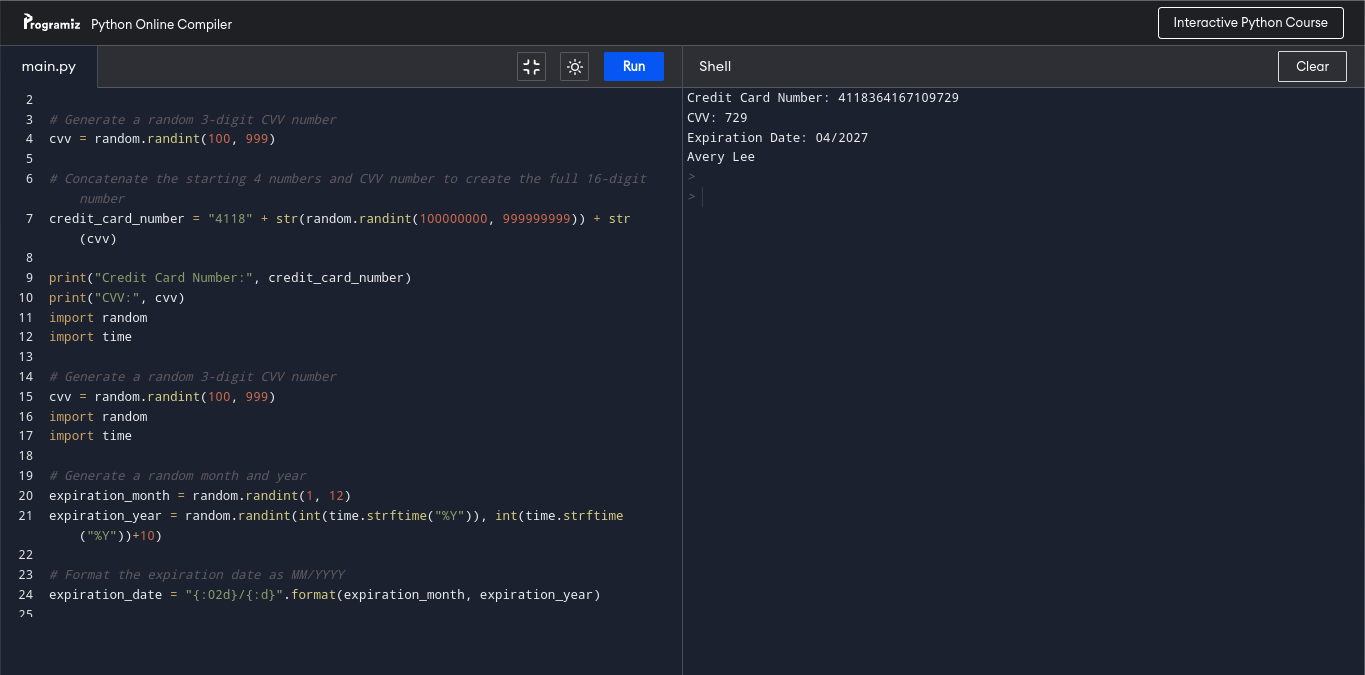 Programiz Python Online Compiler
Interactive Python Course
main.py
Run
Shell
Clear
2
3 # Generate a random 3-digit CVV number
4 cvv = random.randint(100, 999)
5
6 # Concatenate the starting 4 numbers and CVV number to create the full 16-digit
number
7 credit_card_number = "4118" + str(random.randint(100000000, 999999999)) + str
(cvv)
8
9 print("Credit Card Number:", credit_card_number)
10 print("CVV:", cvv)
11 import random
12 import time
13
14 # Generate a random 3-digit CVV number
15 cvv = random.randint(100, 999)
16 import random
17 import time
18
19 # Generate a random month and year
20 expiration_month = random.randint(1, 12)
21 expiration_year = random.randint(int(time.strftime("%Y")), int(time.strftime
("%Y"))+10)
22
23 # Format the expiration date as MM/YYYY
24 expiration_date = "{:02d}/{:d}".format(expiration_month, expiration_year)
25
Credit Card Number: 4118364167109729
CVV: 729
Expiration Date: 04/2027
Avery Lee
>
>